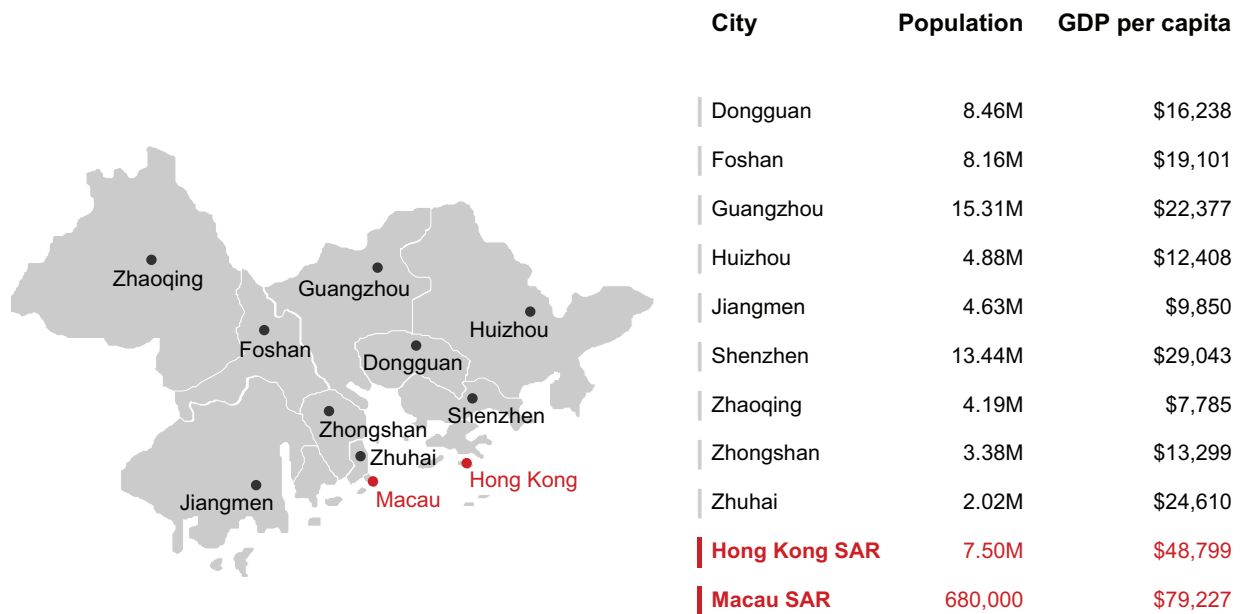 City Population GDP per capita
Dongguan 8.46M $16,238
Foshan 8.16M $19,101
Guangzhou 15.31M $22,377
Huizhou 4.88M $12,408
Jiangmen 4.63M $9,850
Shenzhen 13.44M $29,043
Zhaoqing 4.19M $7,785
Zhongshan 3.38M $13,299
Zhuhai 2.02M $24,610
Hong Kong SAR 7.50M $48,799
Macau SAR 680,000 $79,227
Zhaoqing
Guangzhou
Huizhou
Foshan
Dongguan
Shenzhen
Zhongshan
Zhuhai
Hong Kong
Macau
Jiangmen